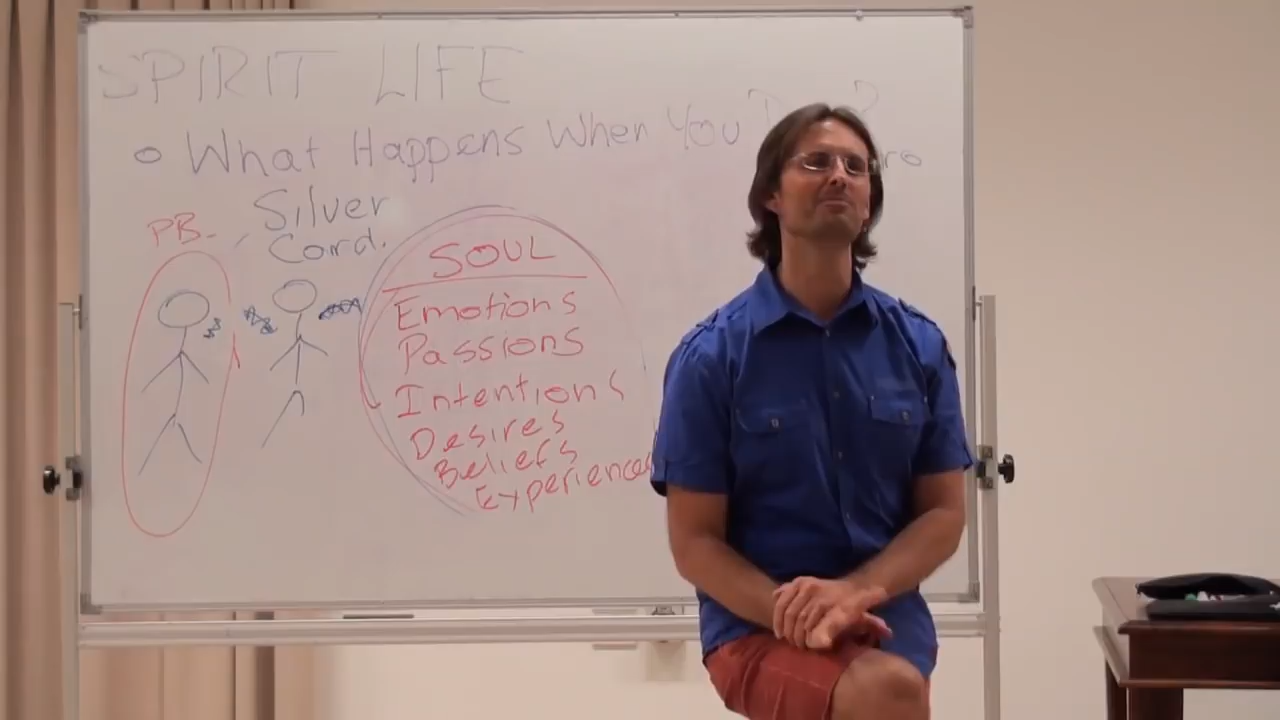 SPIRIT LIFE
What Happens When You
PB.
Silver
Cord.
SOUL
Emotions
Passions
Intentions
Desires
Beliefs
Experiences